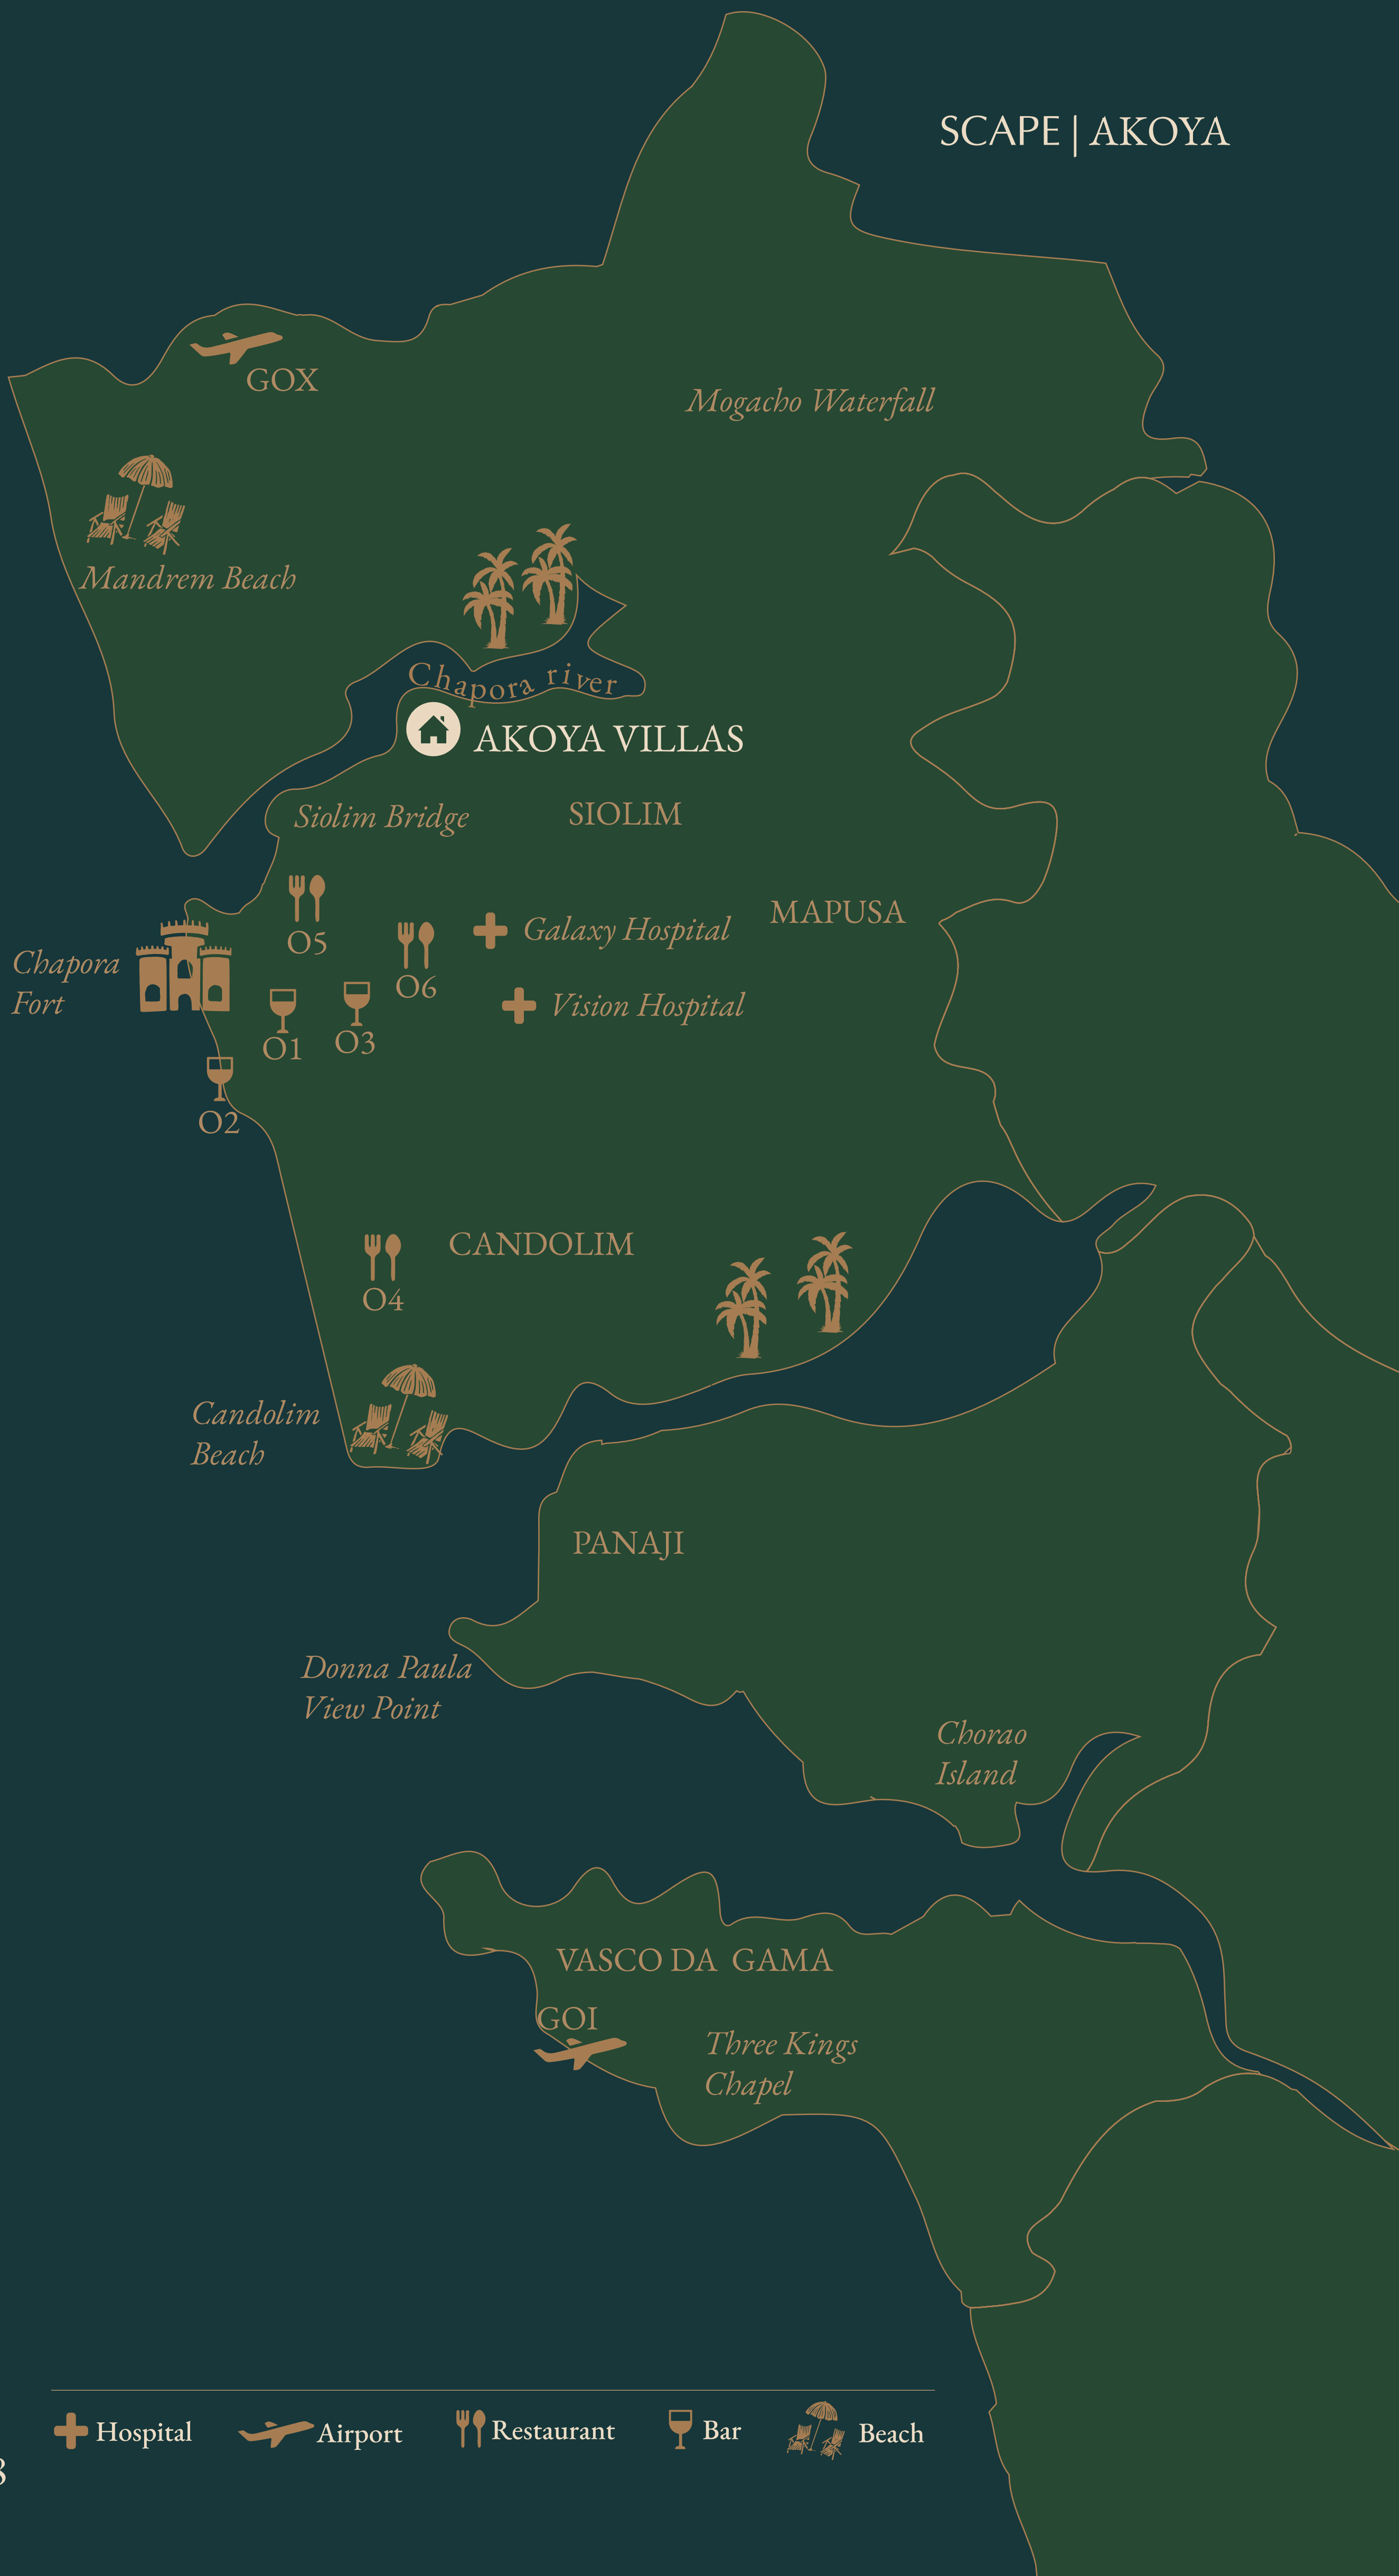 SCAPE | AKOYA
GOX
Mogacho Waterfall
Mandrem Beach
Chapora river
AKOYA VILLAS
Siolim Bridge
SIOLIM
MAPUSA
Galaxy Hospital
O5
Chapora
Fort
O6
Vision Hospital
O1
O3
O2
CANDOLIM
O4
Candolim
Beach
PANAJI
Donna Paula
View Point
Chorao
Island
VASCO DA GAMA
GOI
Three Kings
Chapel
Hospital
Airport
Restaurant
Bar
Beach